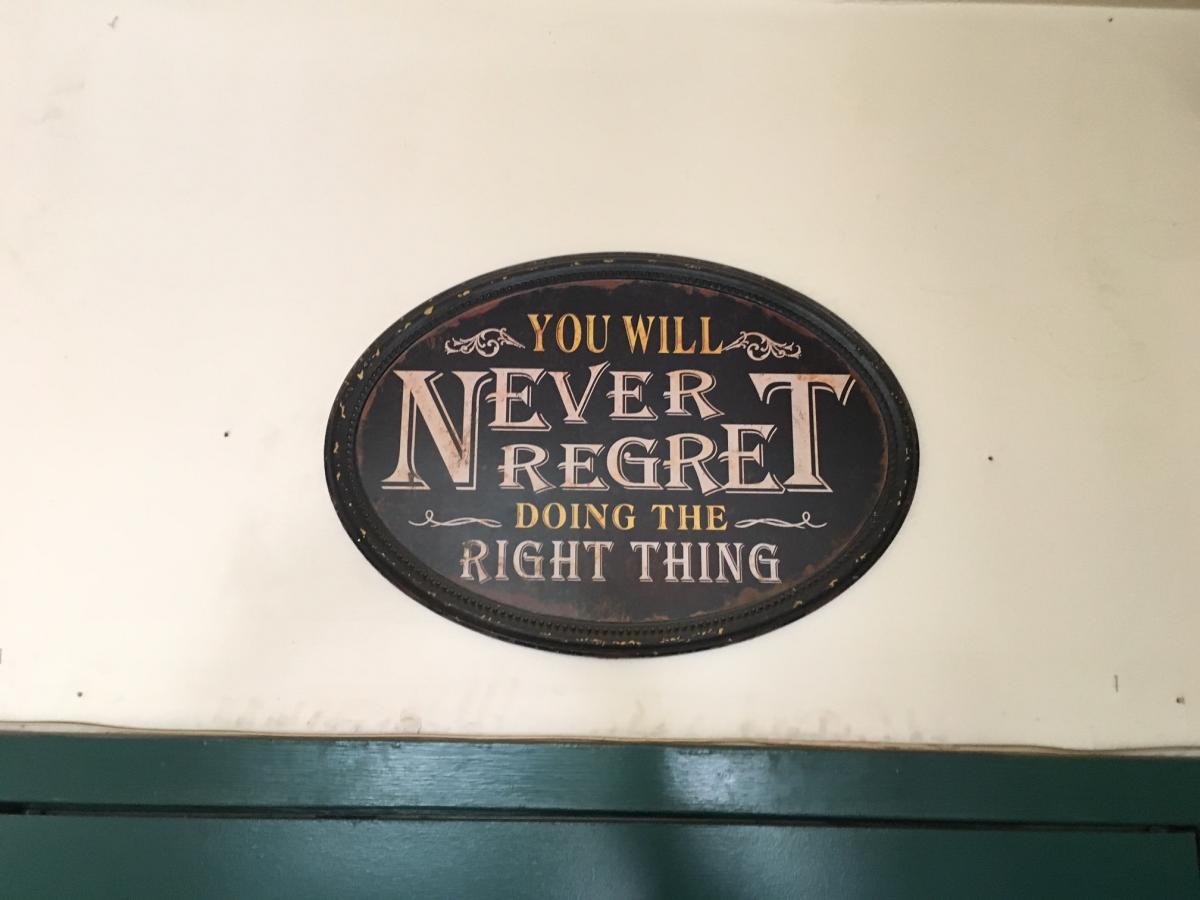 YOU WILL
NEVER
REGRET
DOING THE
RIGHT THING